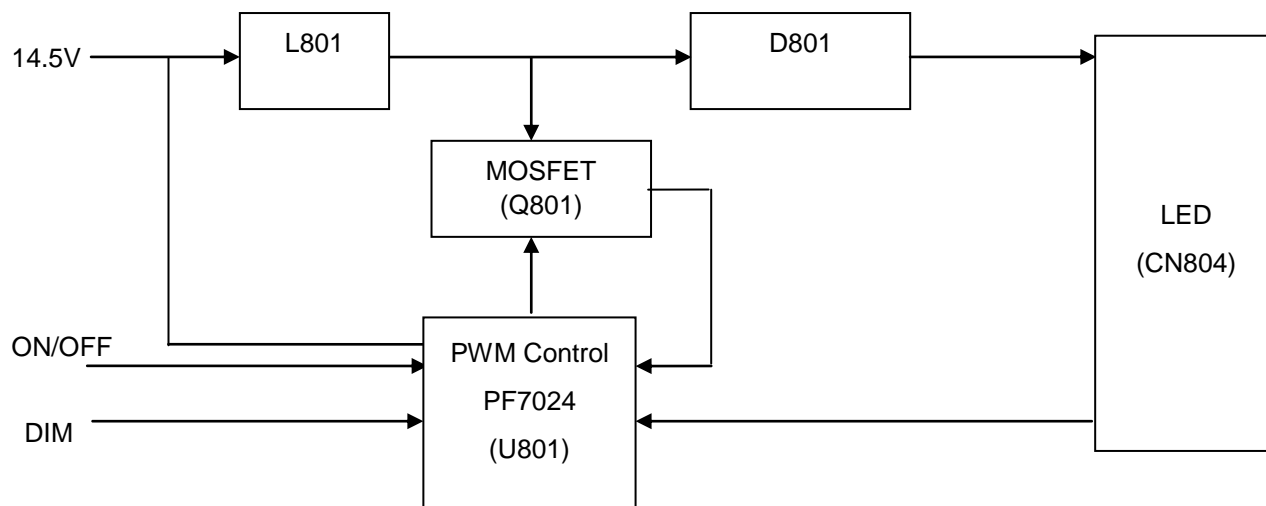 14.5V
L801
D801
MOSFET
(Q801)
LED
(CN804)
ON/OFF
DIM
PWM Control
PF7024
(U801)